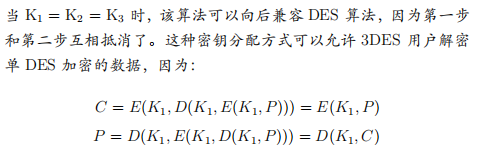 当 K₁ = K₂ = K₃ 时，该算法可以向后兼容 DES 算法，因为第一步
和第二步互相抵消了。这种密钥分配方式可以允许 3DES 用户解密
单 DES 加密的数据，因为：
C = E(K₁, D(K₁, E(K₁, P))) = E(K₁, P)
P = D(K₁, E(K₁, D(K₁, P))) = D(K₁, C)